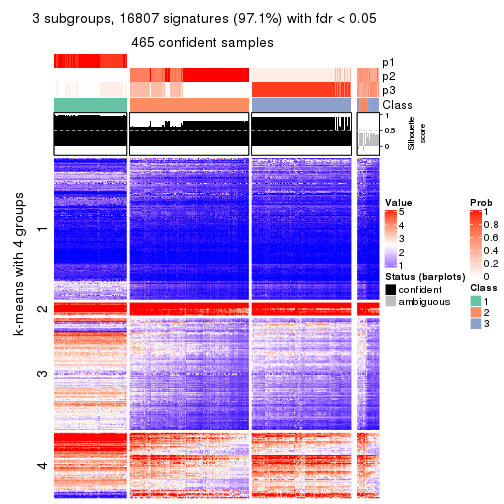 3 subgroups, 16807 signatures (97.1%) with fdr < 0.05
465 confident samples
p1
p2
p3
Class
1
0.5
0
Silhouette
score
k-means with 4 groups
1
2
3
4
Value
5
4
3
2
1
Status (barplots)
confident
ambiguous
Prob
1
0.8
0.6
0.4
0.2
0
Class
1
2
3